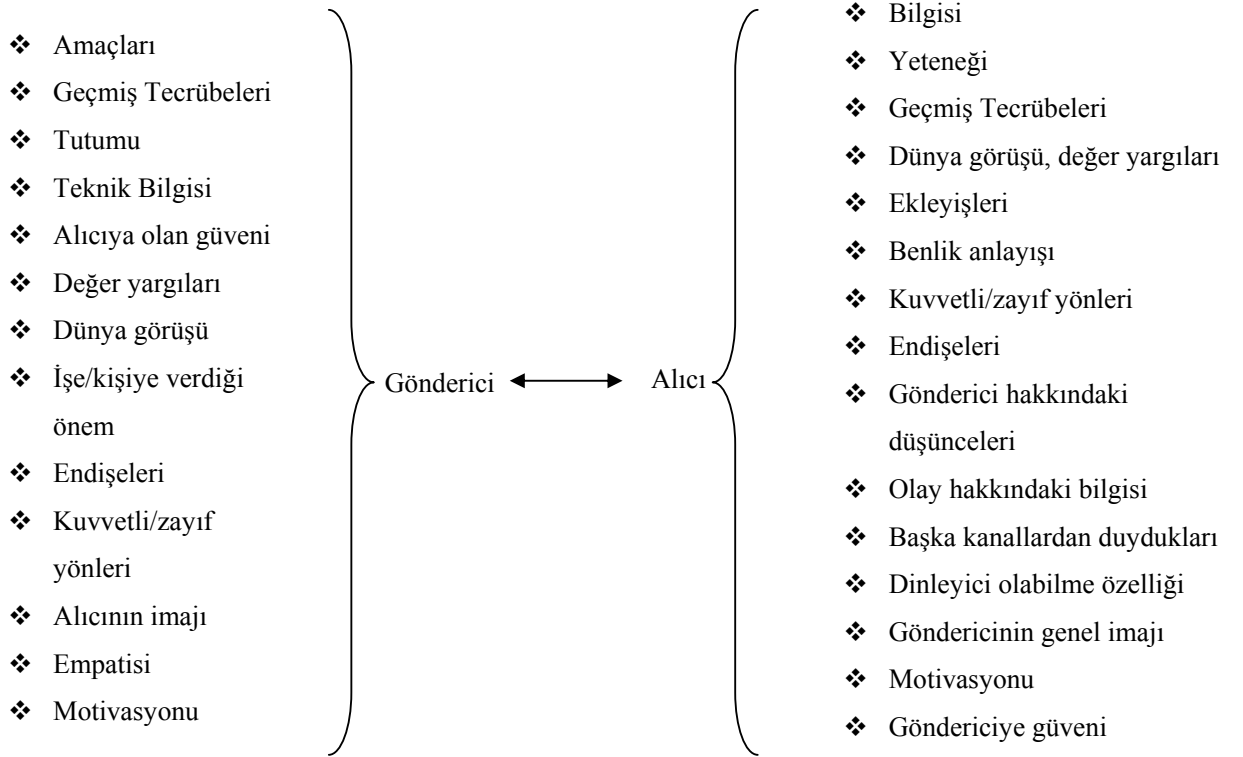 ❖ Amaçları
❖ Geçmiş Tecrübeleri
❖ Tutumu
❖ Teknik Bilgisi
❖ Alıcıya olan güveni
❖ Değer yargıları
❖ Dünya görüşü
❖ İşe/kişiye verdiği
önem
❖ Endişeleri
❖ Kuvvetli/zayıf
yönleri
❖ Alıcının imajı
❖ Empatisi
❖ Motivasyonu
Gönderici
Alıcı
❖ Bilgisi
❖ Yeteneği
❖ Geçmiş Tecrübeleri
❖ Dünya görüşü, değer yargıları
❖ Ekleyişleri
❖ Benlik anlayışı
❖ Kuvvetli/zayıf yönleri
❖ Endişeleri
❖ Gönderici hakkındaki
düşünceleri
❖ Olay hakkındaki bilgisi
❖ Başka kanallardan duydukları
❖ Dinleyici olabilme özelliği
❖ Göndericinin genel imajı
❖ Motivasyonu
❖ Göndericiye güveni